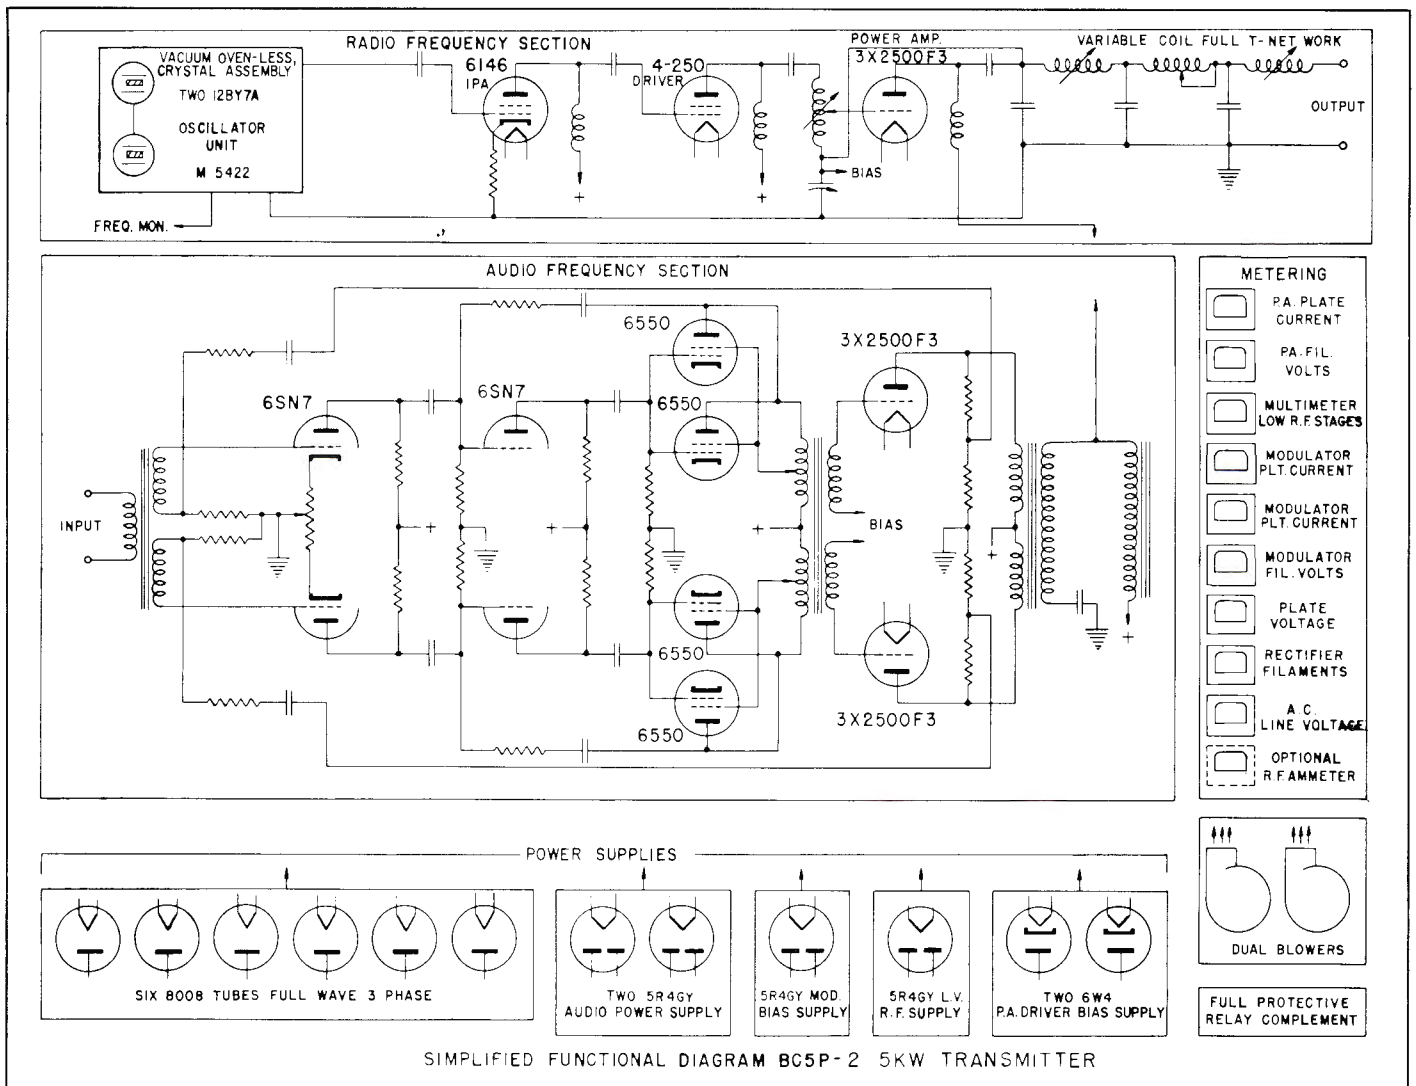 RADIO FREQUENCY SECTION
VACUUM OVEN-LESS,
CRYSTAL ASSEMBLY
TWO 12BY7A
OSCILLATOR
UNIT
M 5422
FREQ. MON.
6146
IPA
4-250
DRIVER
POWER AMP.
3X2500F3
BIAS
VARIABLE COIL FULL T-NET WORK
OUTPUT
+
+
AUDIO FREQUENCY SECTION
INPUT
6SN7
6SN7
6550
6550
6550
6550
3X2500F3
3X2500F3
BIAS
+
+
+
+
+
METERING
P.A. PLATE
CURRENT
P.A. FIL.
VOLTS
MULTIMETER
LOW R.F. STAGES
MODULATOR
PLT. CURRENT
MODULATOR
PLT. CURRENT
MODULATOR
FIL. VOLTS
PLATE
VOLTAGE
RECTIFIER
FILAMENTS
A.C.
LINE VOLTAGE
OPTIONAL
R.F. AMMETER
POWER SUPPLIES
SIX 8008 TUBES FULL WAVE 3 PHASE
TWO 5R4GY
AUDIO POWER SUPPLY
5R4GY MOD.
BIAS SUPPLY
5R4GY L.V.
R.F. SUPPLY
TWO 6W4
P.A. DRIVER BIAS SUPPLY
DUAL BLOWERS
FULL PROTECTIVE
RELAY COMPLEMENT
SIMPLIFIED FUNCTIONAL DIAGRAM BC5P-2 5KW TRANSMITTER